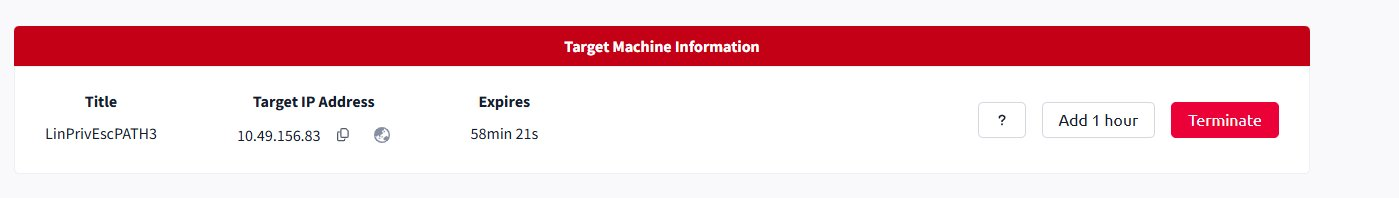 Target Machine Information
Title Target IP Address Expires
LinPrivEscPATH3 10.49.156.83 58min 21s ? Add 1 hour Terminate